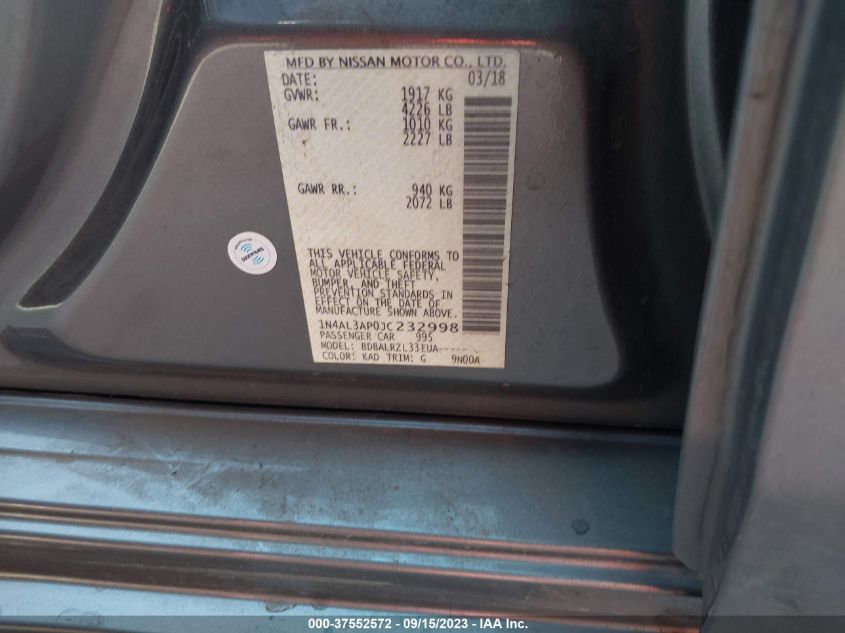 MFD BY NISSAN MOTOR CO., LTD.
DATE: 03/18
GVWR: 1917 KG
4226 LB
GAWR FR.: 1010 KG
2227 LB
GAWR RR.: 940 KG
2072 LB
THIS VEHICLE CONFORMS TO
ALL APPLICABLE FEDERAL
MOTOR VEHICLE SAFETY,
BUMPER, AND THEFT
PREVENTION STANDARDS IN
EFFECT ON THE DATE OF
MANUFACTURE SHOWN ABOVE.
1N4AL3AP0JC232998
PASSENGER CAR 995
MODEL: BDBALRZL33EUA------
COLOR: KAD TRIM: G 9N00A
000-37552572 - 09/15/2023 - IAA Inc.